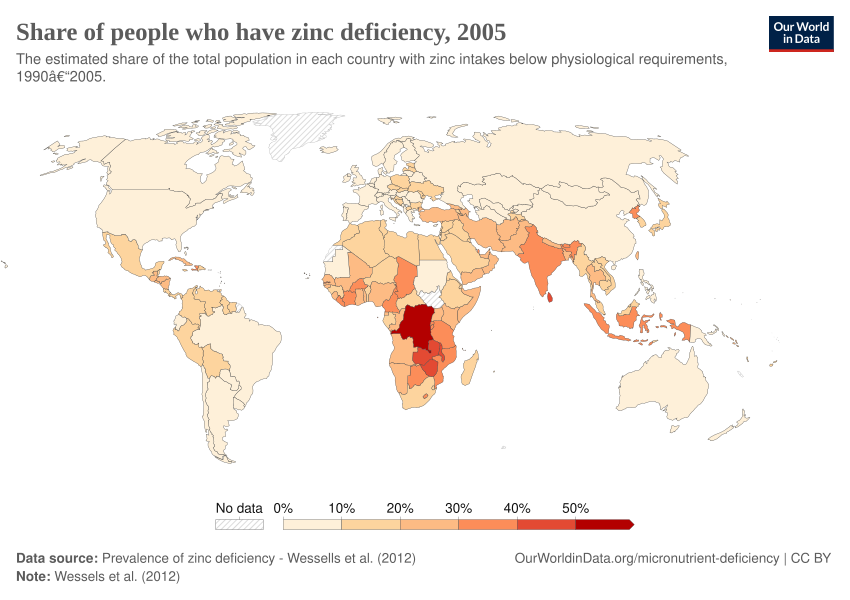 Share of people who have zinc deficiency, 2005
Our World
in Data
The estimated share of the total population in each country with zinc intakes below physiological requirements,
1990â€“2005.
No data 0% 10% 20% 30% 40% 50%
Data source: Prevalence of zinc deficiency - Wessells et al. (2012)
OurWorldinData.org/micronutrient-deficiency | CC BY
Note: Wessels et al. (2012)